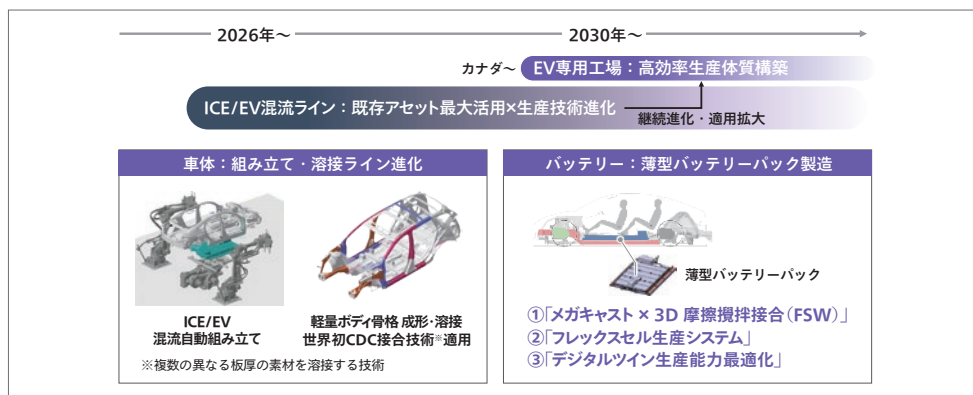 2026年～
2030年～
カナダ～
EV専用工場：高効率生産体質構築
ICE/EV混流ライン：既存アセット最大活用×生産技術進化
継続進化・適用拡大
車体：組み立て・溶接ライン進化
ICE/EV
混流自動組み立て
軽量ボディ骨格 成形・溶接
世界初CDC接合技術※適用
※複数の異なる板厚の素材を溶接する技術
バッテリー：薄型バッテリーパック製造
薄型バッテリーパック
①「メガキャスト × 3D 摩擦攪拌接合（FSW）」
②「フレックスセル生産システム」
③「デジタルツイン生産能力最適化」